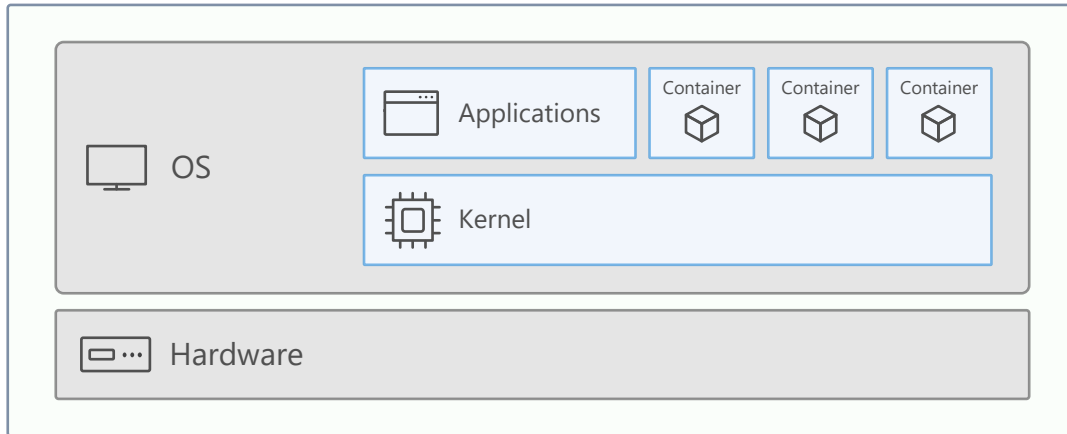 Applications
Container
Container
Container
OS
Kernel
Hardware